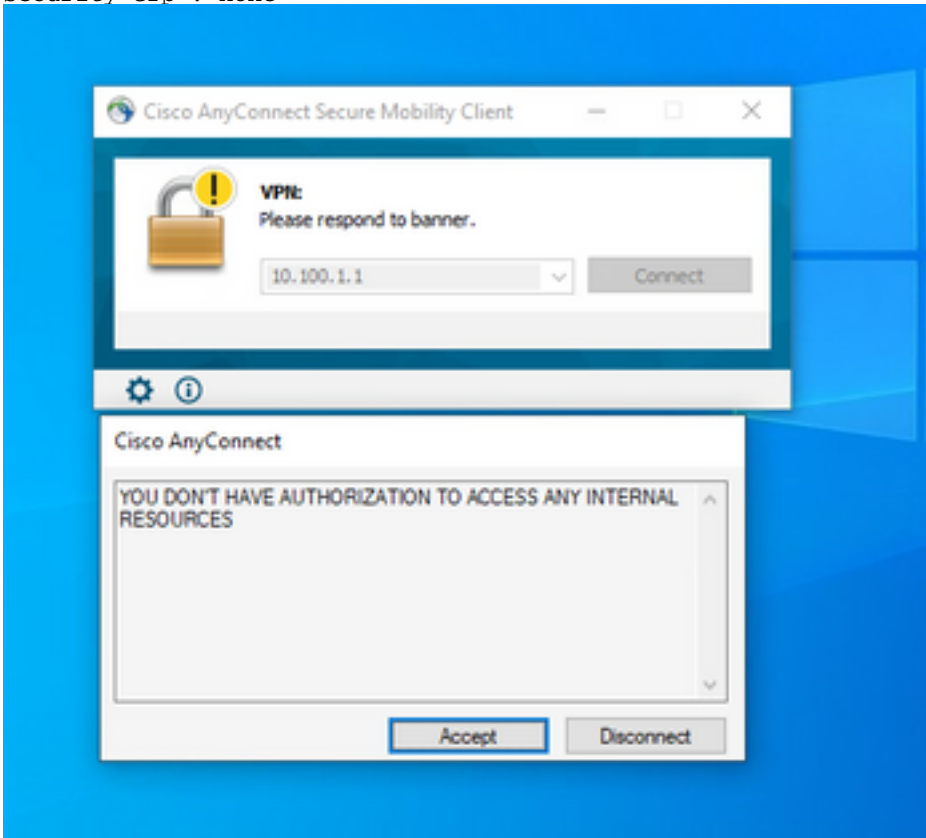 Cisco AnyConnect Secure Mobility Client
VPN:
Please respond to banner.
10.100.1.1
Connect
Cisco AnyConnect
YOU DON'T HAVE AUTHORIZATION TO ACCESS ANY INTERNAL
RESOURCES
Accept
Disconnect